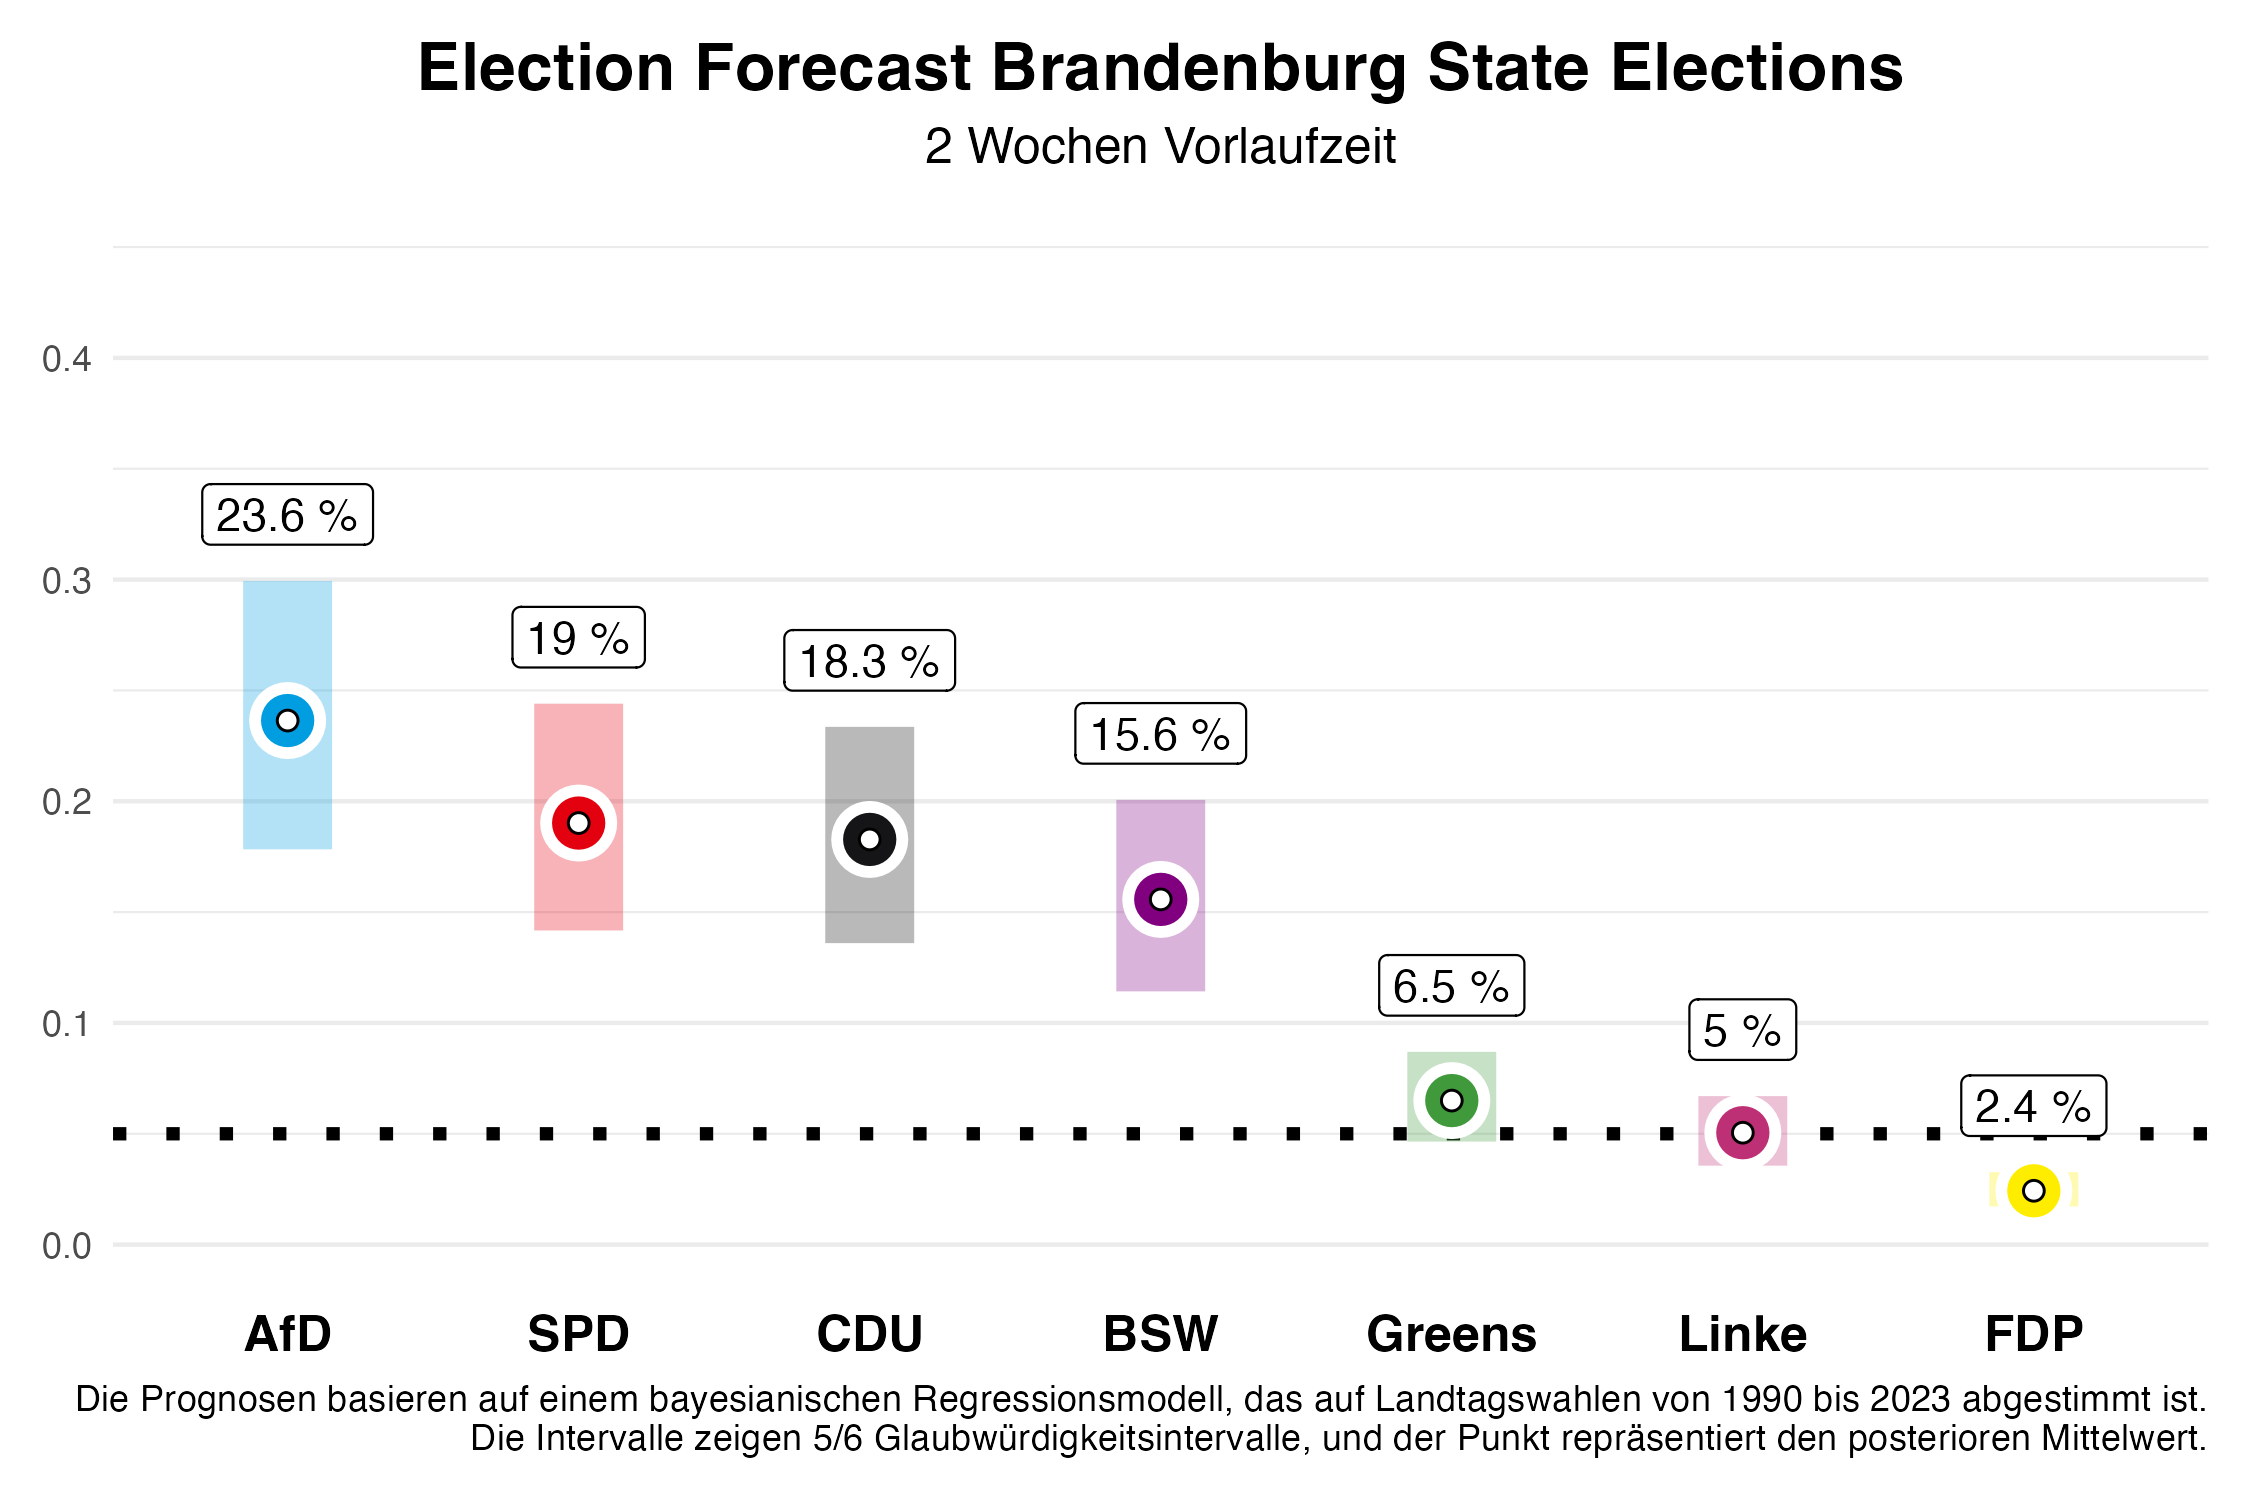 Election Forecast Brandenburg State Elections
2 Wochen Vorlaufzeit
0.4
23.6 %
0.3
19 %
18.3 %
15.6 %
0.2
6.5 %
5 %
0.1
2.4 %
0.0
AfD SPD CDU BSW Greens Linke FDP
Die Prognosen basieren auf einem bayesianischen Regressionsmodell, das auf Landtagswahlen von 1990 bis 2023 abgestimmt ist.
Die Intervalle zeigen 5/6 Glaubwürdigkeitsintervalle, und der Punkt repräsentiert den posterioren Mittelwert.